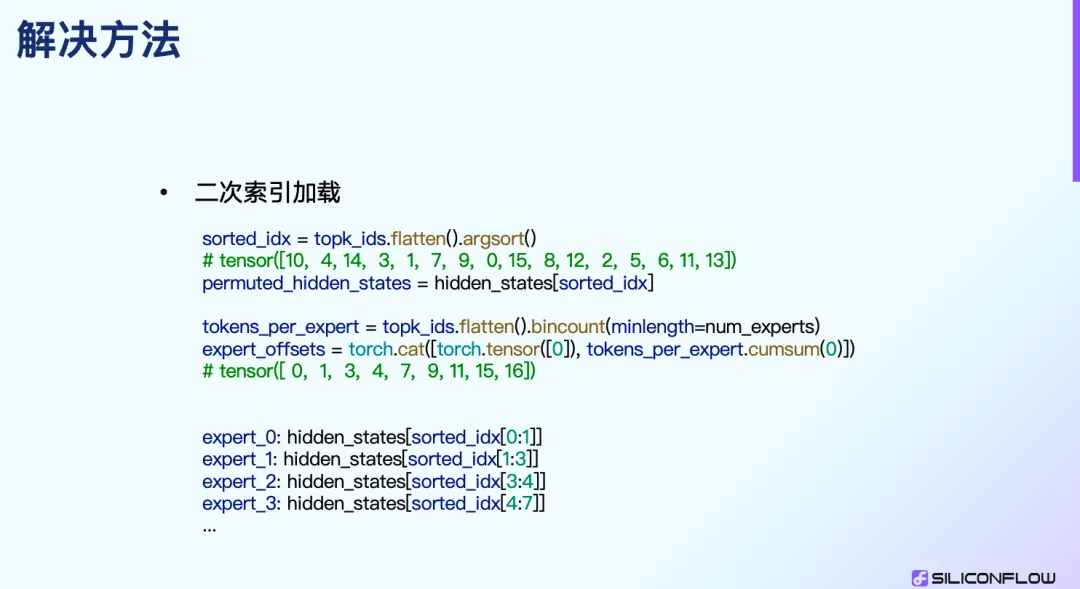 解决方法
• 二次索引加载
sorted_idx = topk_ids.flatten().argsort()
# tensor([10, 4, 14, 3, 1, 7, 9, 0, 15, 8, 12, 2, 5, 6, 11, 13])
permuted_hidden_states = hidden_states[sorted_idx]
tokens_per_expert = topk_ids.flatten().bincount(minlength=num_experts)
expert_offsets = torch.cat([torch.tensor([0]), tokens_per_expert.cumsum(0)])
# tensor([ 0, 1, 3, 4, 7, 9, 11, 15, 16])
expert_0: hidden_states[sorted_idx[0:1]]
expert_1: hidden_states[sorted_idx[1:3]]
expert_2: hidden_states[sorted_idx[3:4]]
expert_3: hidden_states[sorted_idx[4:7]]
...
SILICONFLOW